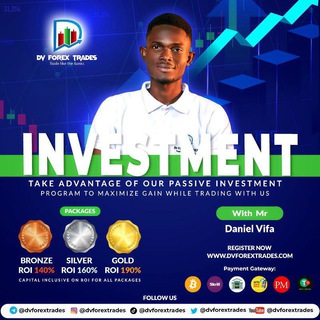 DV FOREX TRADES
Trade like the banks
INVESTMENT
TAKE ADVANTAGE OF OUR PASSIVE INVESTMENT
PROGRAM TO MAXIMIZE GAIN WHILE TRADING WITH US
PACKAGES
BRONZE
ROI 140%
SILVER
ROI 160%
GOLD
ROI 190%
CAPITAL INCLUSIVE ON ROI FOR ALL PACKAGES
With Mr
Daniel Vifa
REGISTER NOW
WWW.DVFOREXTRADES.COM
Payment Gateway:
Skrill
PM
FOLLOW US
@dvforextrades @dvforextrades @dvforextrades @dvforextrades @dvforextrades